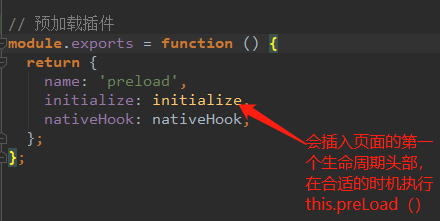 // 预加载插件
module.exports = function () {
return {
name: 'preload',
initialize: initialize,
nativeHook: nativeHook,
};
};
会插入页面的第一
个生命周期头部,
在合适的时机执行
this.preLoad（）